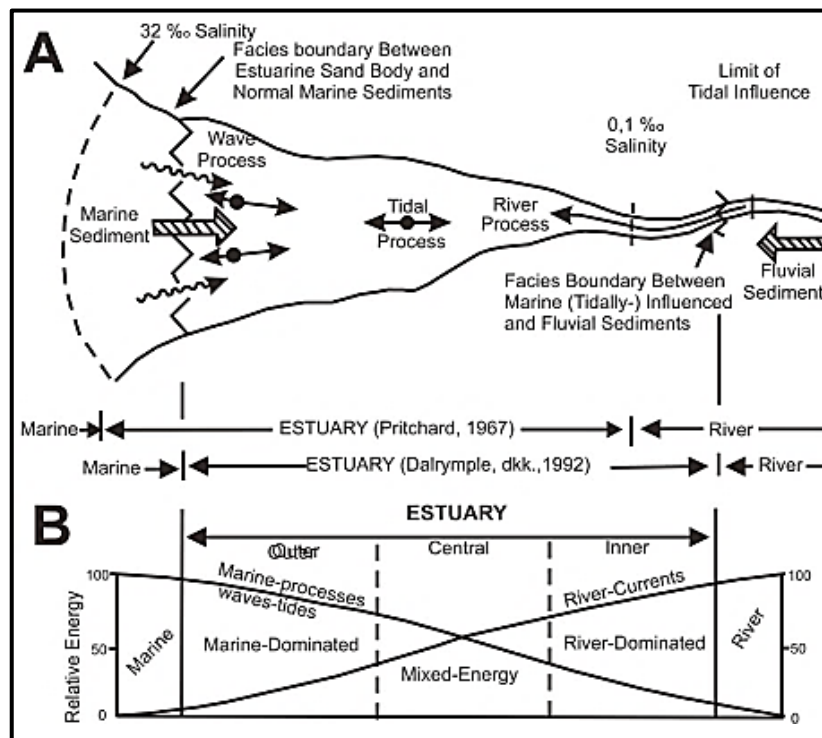 A
32 ‰ Salinity
Facies boundary Between
Estuarine Sand Body and
Normal Marine Sediments
Limit of
Tidal Influence
0,1 ‰
Salinity
Wave
Process
Marine
Sediment
Tidal
Process
River
Process
Facies Boundary Between
Marine (Tidally-) Influenced
and Fluvial Sediments
Fluvial
Sediment
Marine ESTUARY (Pritchard, 1967) River
Marine ESTUARY (Dalrymple, dkk.,1992) River
B
ESTUARY
Outer Central Inner
100 Marine-processes River-Currents 100
waves-tides
Relative Energy
Marine Marine-Dominated River-Dominated River
50 50
Mixed-Energy
0 0